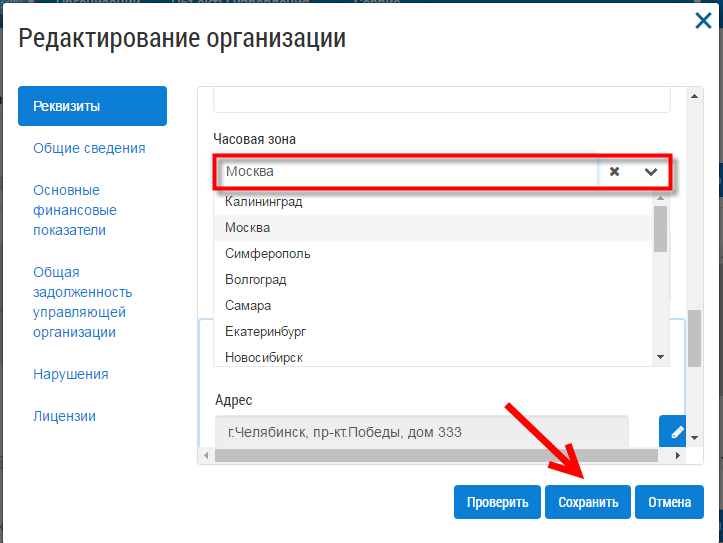 Редактирование организации
Реквизиты
Общие сведения
Основные
финансовые
показатели
Общая
задолженность
управляющей
организации
Нарушения
Лицензии
Часовая зона
Москва
Калининград
Москва
Симферополь
Волгоград
Самара
Екатеринбург
Новосибирск
Адрес
г.Челябинск, пр-кт.Победы, дом 333
Проверить
Сохранить
Отмена